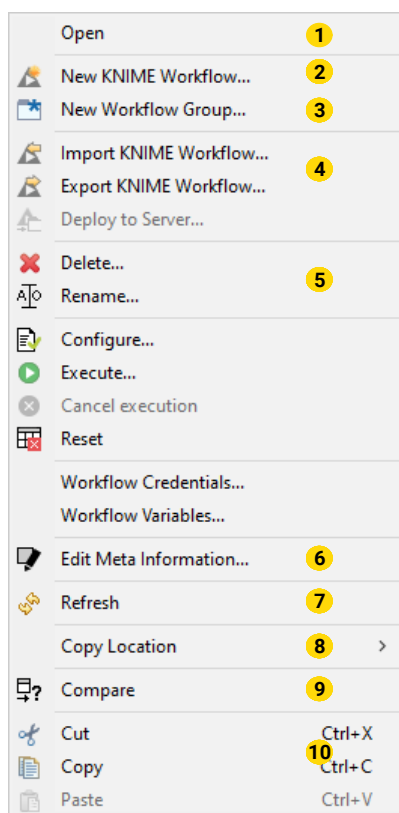 Open 1
New KNIME Workflow... 2
New Workflow Group... 3
Import KNIME Workflow...
4
Export KNIME Workflow...
Deploy to Server...
Delete...
5
Rename...
Configure...
Execute...
Cancel execution
Reset
Workflow Credentials...
Workflow Variables...
Edit Meta Information... 6
Refresh 7
Copy Location 8 >
? Compare 9
Cut Ctrl+X
10
Copy Ctrl+C
Paste Ctrl+V